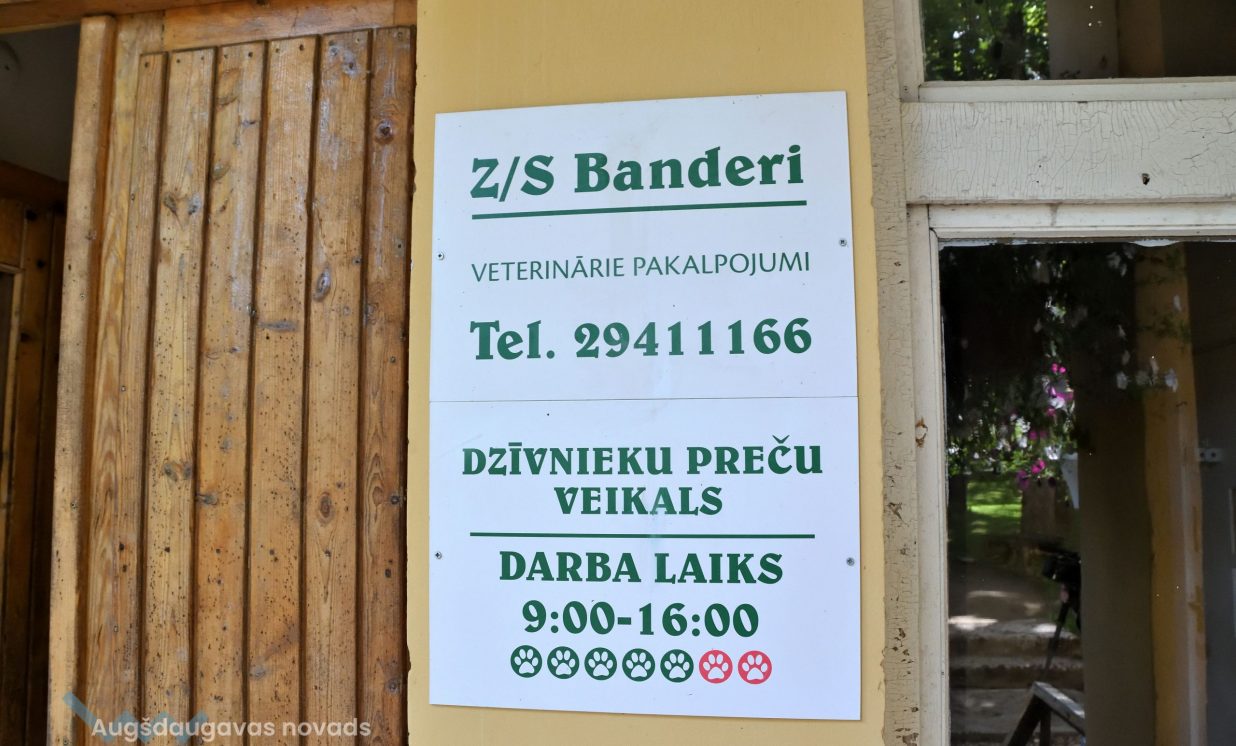 Z/S Banderi
VETERINĀRIE PAKALPOJUMI
Tel. 29411166
DZĪVNIEKU PREČU
VEIKALS
DARBA LAIKS
9:00-16:00
Augšdaugavas novads